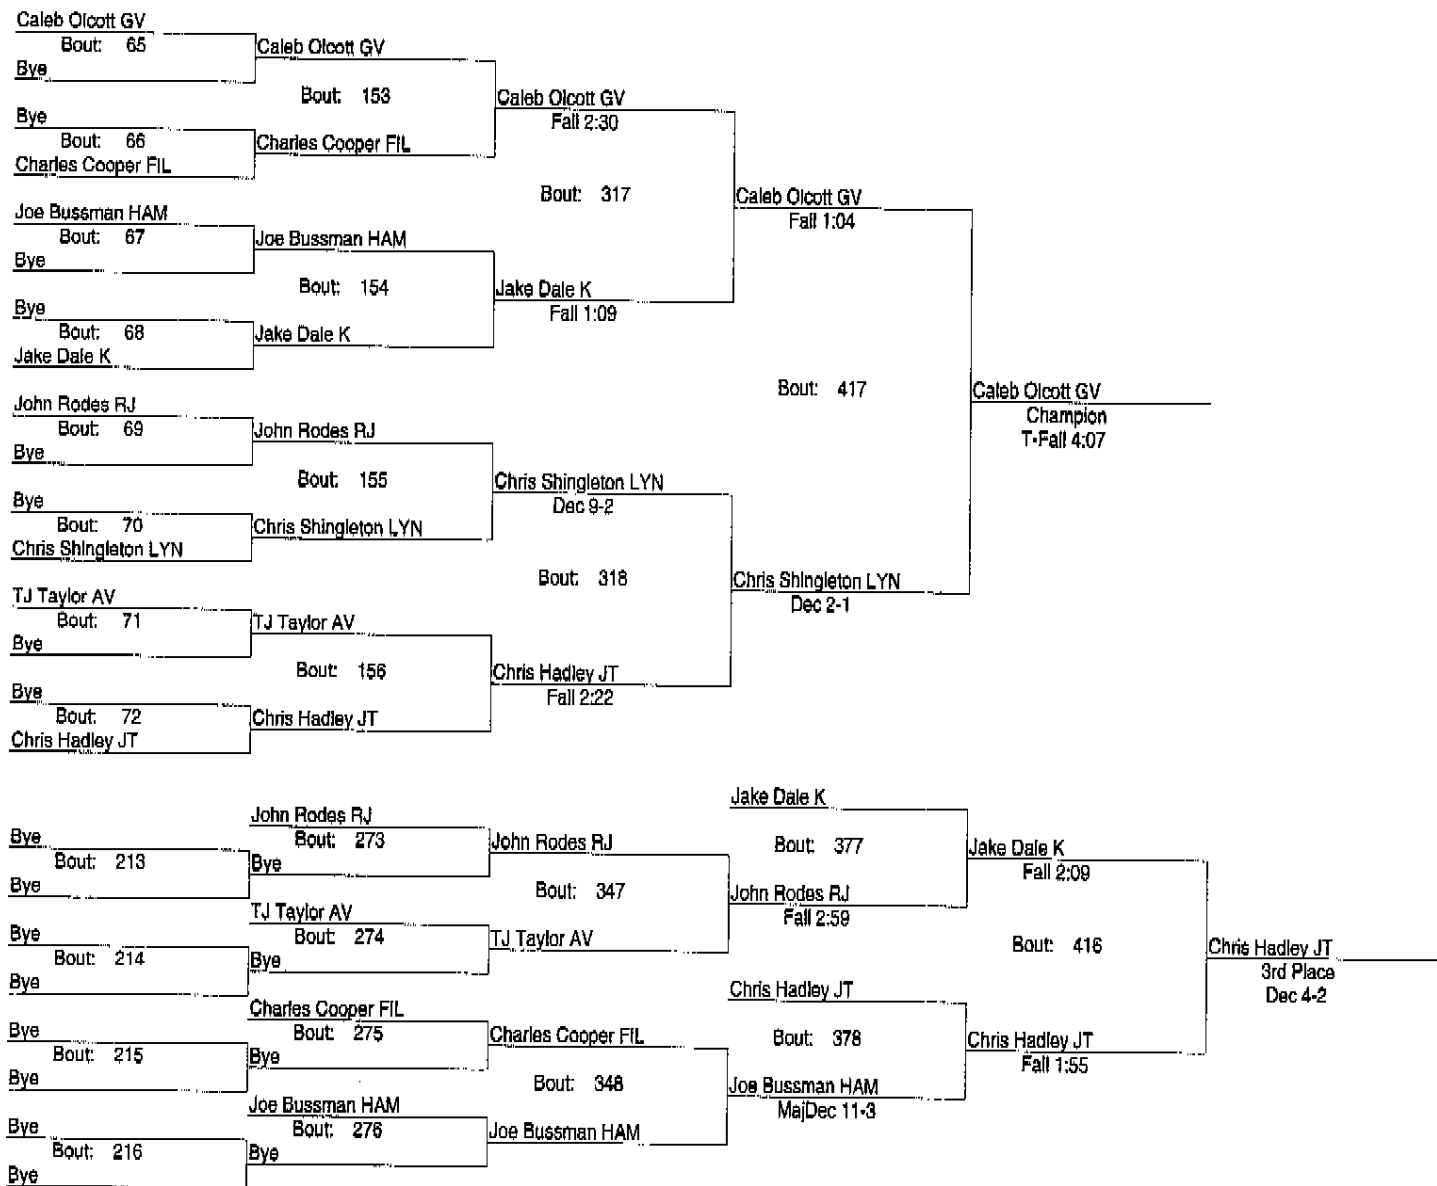 Caleb Olcott GV
Bout: 65
Bye
Caleb Olcott GV
Bout: 153
Bye
Bout: 66
Charles Cooper FIL
Charles Cooper FIL
Caleb Olcott GV
Fall 2:30
Bout: 317
Joe Bussman HAM
Bout: 67
Bye
Joe Bussman HAM
Bout: 154
Bye
Bout: 68
Jake Dale K
Jake Dale K
Jake Dale K
Fall 1:09
Caleb Olcott GV
Fall 1:04
Bout: 417
John Rodes RJ
Bout: 69
Bye
John Rodes RJ
Bout: 155
Bye
Bout: 70
Chris Shingleton LYN
Chris Shingleton LYN
Chris Shingleton LYN
Dec 9-2
Bout: 318
TJ Taylor AV
Bout: 71
Bye
TJ Taylor AV
Bout: 156
Bye
Bout: 72
Chris Hadley JT
Chris Hadley JT
Chris Hadley JT
Fall 2:22
Chris Shingleton LYN
Dec 2-1
Caleb Olcott GV
Champion
T-Fall 4:07
Bye
Bout: 213
Bye
John Rodes RJ
Bout: 273
Bye
John Rodes RJ
Bout: 347
Bye
Bout: 214
Bye
TJ Taylor AV
Bout: 274
Bye
TJ Taylor AV
Jake Dale K
Bout: 377
John Rodes RJ
Fall 2:59
Jake Dale K
Fall 2:09
Bout: 416
Bye
Bout: 215
Bye
Charles Cooper FIL
Bout: 275
Bye
Charles Cooper FIL
Bout: 348
Bye
Bout: 216
Bye
Joe Bussman HAM
Bout: 276
Bye
Joe Bussman HAM
Chris Hadley JT
Bout: 378
Joe Bussman HAM
MajDec 11-3
Chris Hadley JT
Fall 1:55
Chris Hadley JT
3rd Place
Dec 4-2